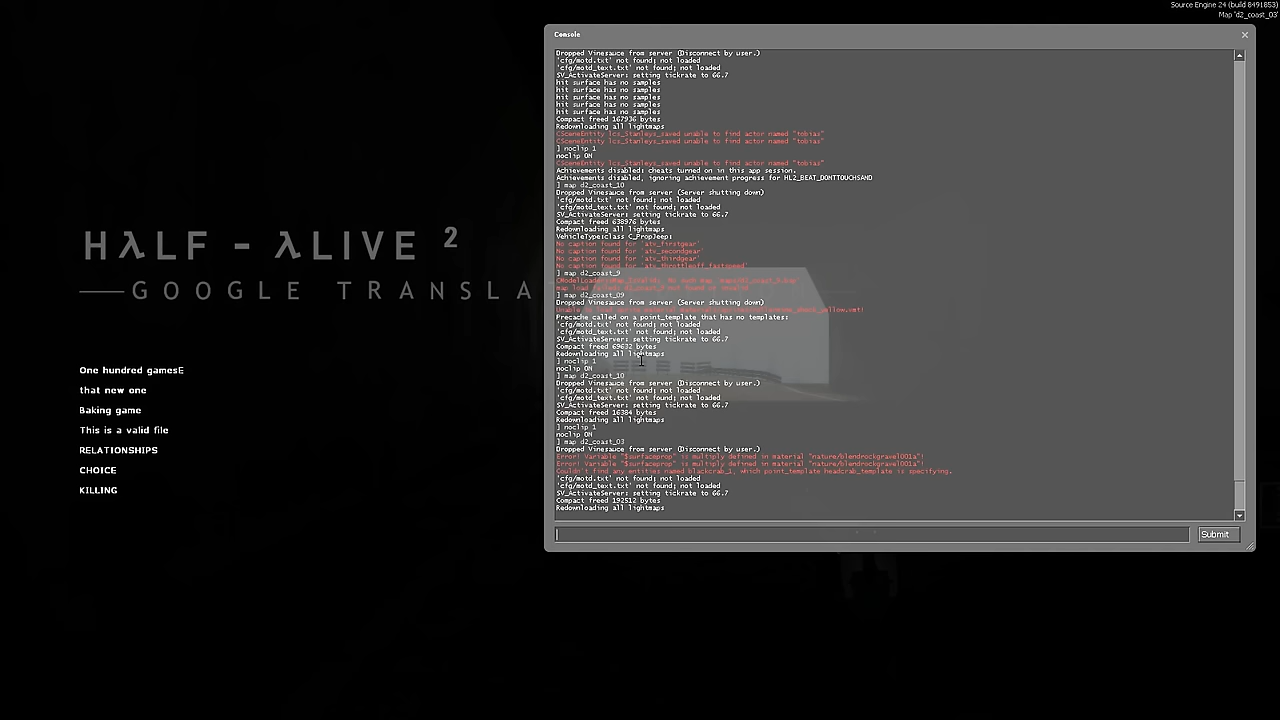 Source Engine 24 (build 8491853)
Map 'd2_coast_03'
HλLF - λLIVE ²
GOOGLE TRANSLA
One hundred gamesE
that new one
Baking game
This is a valid file
RELATIONSHIPS
CHOICE
KILLING
Console
Dropped Vinesauce from server (Disconnect by user.)
'cfg/motd.txt' not found; not loaded
'cfg/motd_text.txt' not found; not loaded
SV_ActivateServer: setting tickrate to 66.7
hit surface has no samples
hit surface has no samples
hit surface has no samples
hit surface has no samples
hit surface has no samples
Compact freed 167936 bytes
Redownloading all lightmaps
CSceneEntity lcs_Stanleys_saved unable to find actor named "tobias"
CSceneEntity lcs_Stanleys_saved unable to find actor named "tobias"
] noclip 1
noclip ON
CSceneEntity lcs_Stanleys_saved unable to find actor named "tobias"
Achievements disabled: cheats turned on in this app session.
Achievements disabled, ignoring achievement progress for HL2_BEAT_DONTTOUCHSAND
] map d2_coast_10
Dropped Vinesauce from server (Server shutting down)
'cfg/motd.txt' not found; not loaded
'cfg/motd_text.txt' not found; not loaded
SV_ActivateServer: setting tickrate to 66.7
Compact freed 638976 bytes
Redownloading all lightmaps
VehicleType:class C_PropJeep:
No caption found for 'atv_firstgear'
No caption found for 'atv_secondgear'
No caption found for 'atv_thirdgear'
No caption found for 'atv_throttleoff_fastspeed'
] map d2_coast_9
map load failed: d2_coast_9 not found or invalid
] map d2_coast_09
Dropped Vinesauce from server (Server shutting down)
Precache called on a point_template that has no templates:
'cfg/motd.txt' not found; not loaded
'cfg/motd_text.txt' not found; not loaded
SV_ActivateServer: setting tickrate to 66.7
Compact freed 69632 bytes
Redownloading all lightmaps
] noclip 1
noclip ON
] map d2_coast_10
Dropped Vinesauce from server (Disconnect by user.)
'cfg/motd.txt' not found; not loaded
'cfg/motd_text.txt' not found; not loaded
SV_ActivateServer: setting tickrate to 66.7
Compact freed 16384 bytes
Redownloading all lightmaps
] noclip 1
noclip ON
] map d2_coast_03
Dropped Vinesauce from server (Disconnect by user.)
Error! Variable "$surfaceprop" is multiply defined in material "nature/blendrockgravel001a"!
Error! Variable "$surfaceprop" is multiply defined in material "nature/blendrockgravel001a"!
Couldn't find any entities named blackcrab_1, which point_template headcrab_template is specifying.
'cfg/motd.txt' not found; not loaded
'cfg/motd_text.txt' not found; not loaded
SV_ActivateServer: setting tickrate to 66.7
Compact freed 192512 bytes
Redownloading all lightmaps
Submit